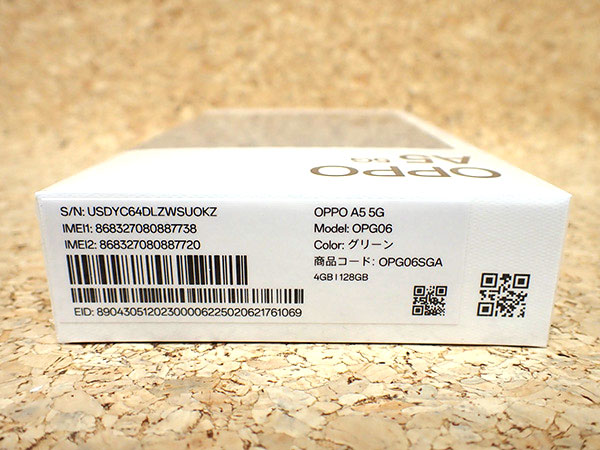 OPPO
A5 5G
S/N: USDYC64DLZWSUOKZ
IMEI1: 868327080887738
IMEI2: 868327080887720
EID: 89043051202300006225020621761069
OPPO A5 5G
Model: OPG06
Color: グリーン
商品コード: OPG06SGA
4GB | 128GB